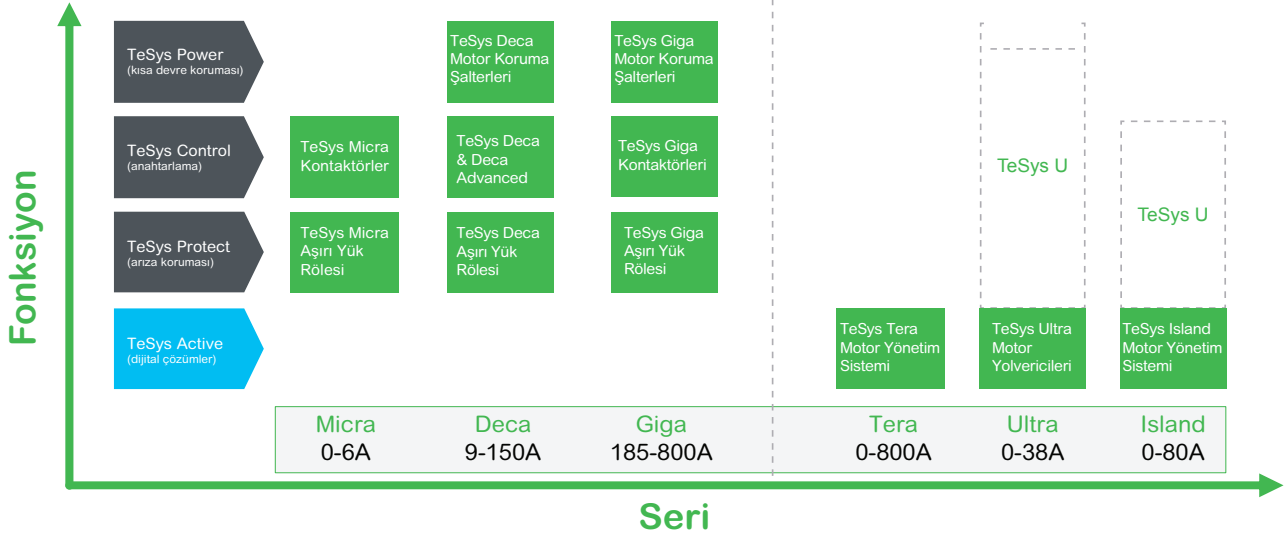 TeSys Power
(kısa devre koruması)
TeSys Deca
Motor Koruma
Şalterleri
TeSys Giga
Motor Koruma
Şalterleri
TeSys Control
(anahtarlama)
TeSys Micra
Kontaktörler
TeSys Deca
& Deca
Advanced
TeSys Giga
Kontaktörleri
TeSys U
TeSys Protect
(arıza koruması)
TeSys Micra
Aşırı Yük
Rölesi
TeSys Deca
Aşırı Yük
Rölesi
TeSys Giga
Aşırı Yük
Rölesi
TeSys U
TeSys Active
(dijital çözümler)
TeSys Tera
Motor Yönetim
Sistemi
TeSys Ultra
Motor
Yolvericileri
TeSys Island
Motor Yönetim
Sistemi
Fonksiyon
Micra
0-6A
Deca
9-150A
Giga
185-800A
Tera
0-800A
Ultra
0-38A
Island
0-80A
Seri